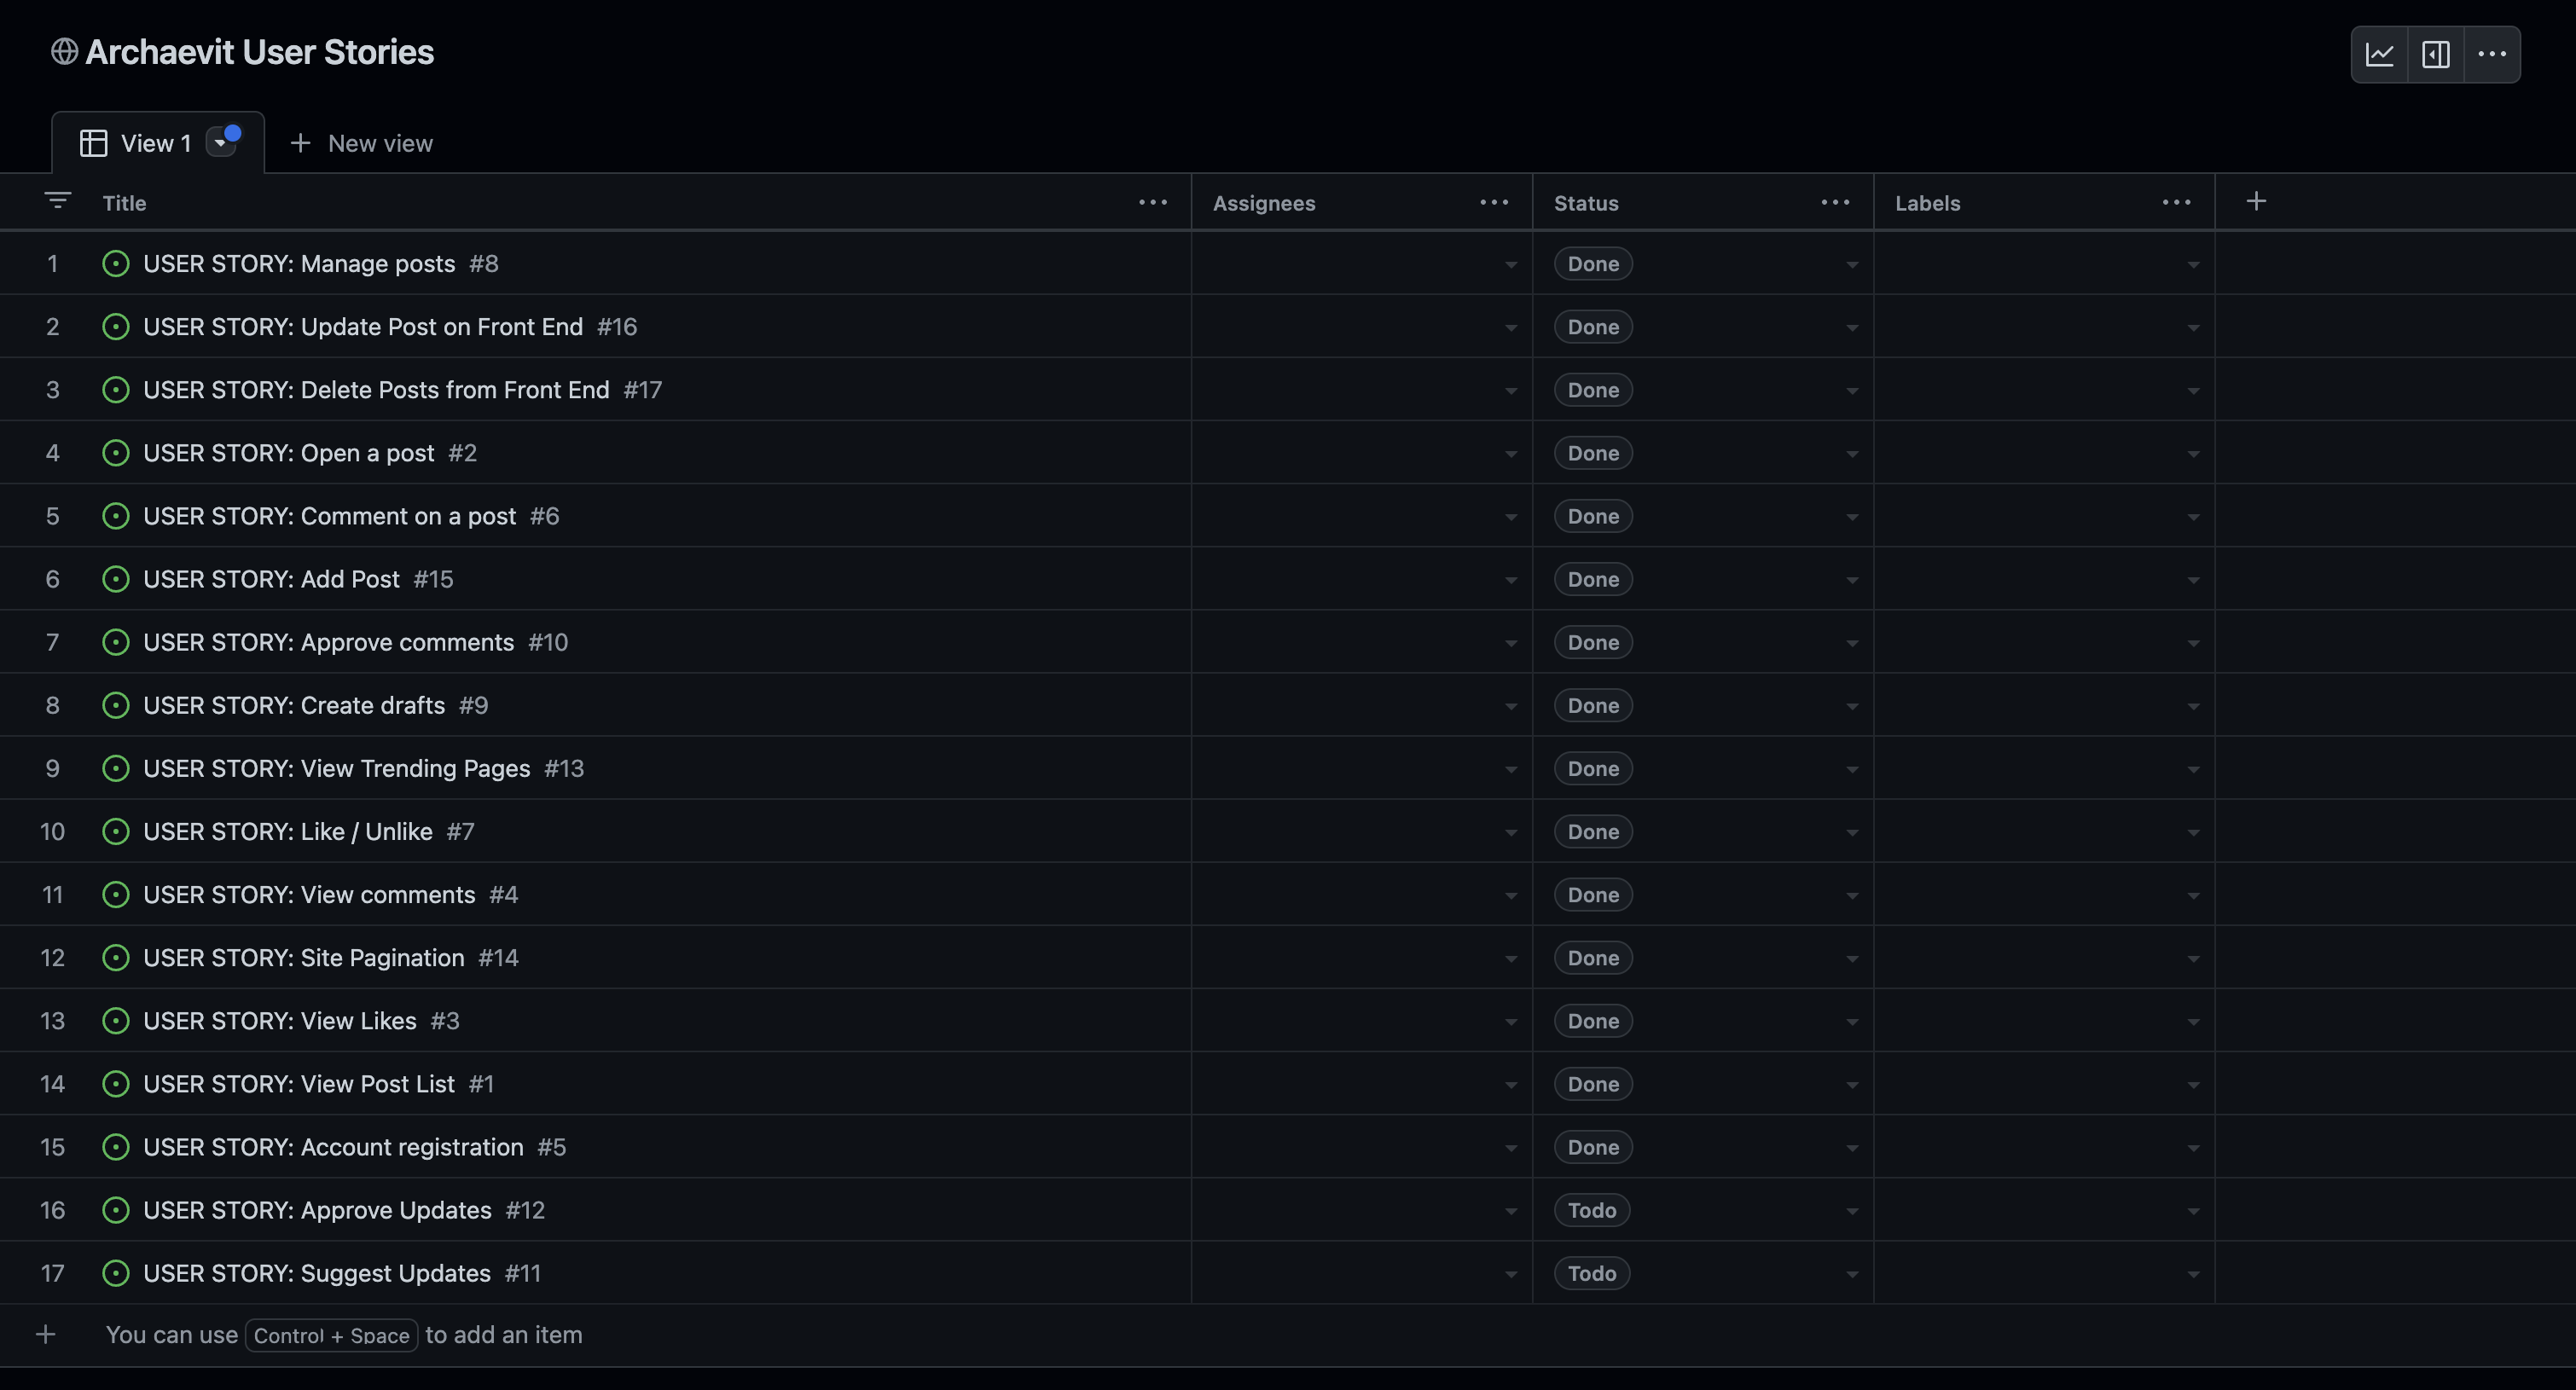 Archaevit User Stories
View 1 New view
Title Assignees Status Labels
1 USER STORY: Manage posts #8 Done
2 USER STORY: Update Post on Front End #16 Done
3 USER STORY: Delete Posts from Front End #17 Done
4 USER STORY: Open a post #2 Done
5 USER STORY: Comment on a post #6 Done
6 USER STORY: Add Post #15 Done
7 USER STORY: Approve comments #10 Done
8 USER STORY: Create drafts #9 Done
9 USER STORY: View Trending Pages #13 Done
10 USER STORY: Like / Unlike #7 Done
11 USER STORY: View comments #4 Done
12 USER STORY: Site Pagination #14 Done
13 USER STORY: View Likes #3 Done
14 USER STORY: View Post List #1 Done
15 USER STORY: Account registration #5 Done
16 USER STORY: Approve Updates #12 Todo
17 USER STORY: Suggest Updates #11 Todo
You can use Control + Space to add an item